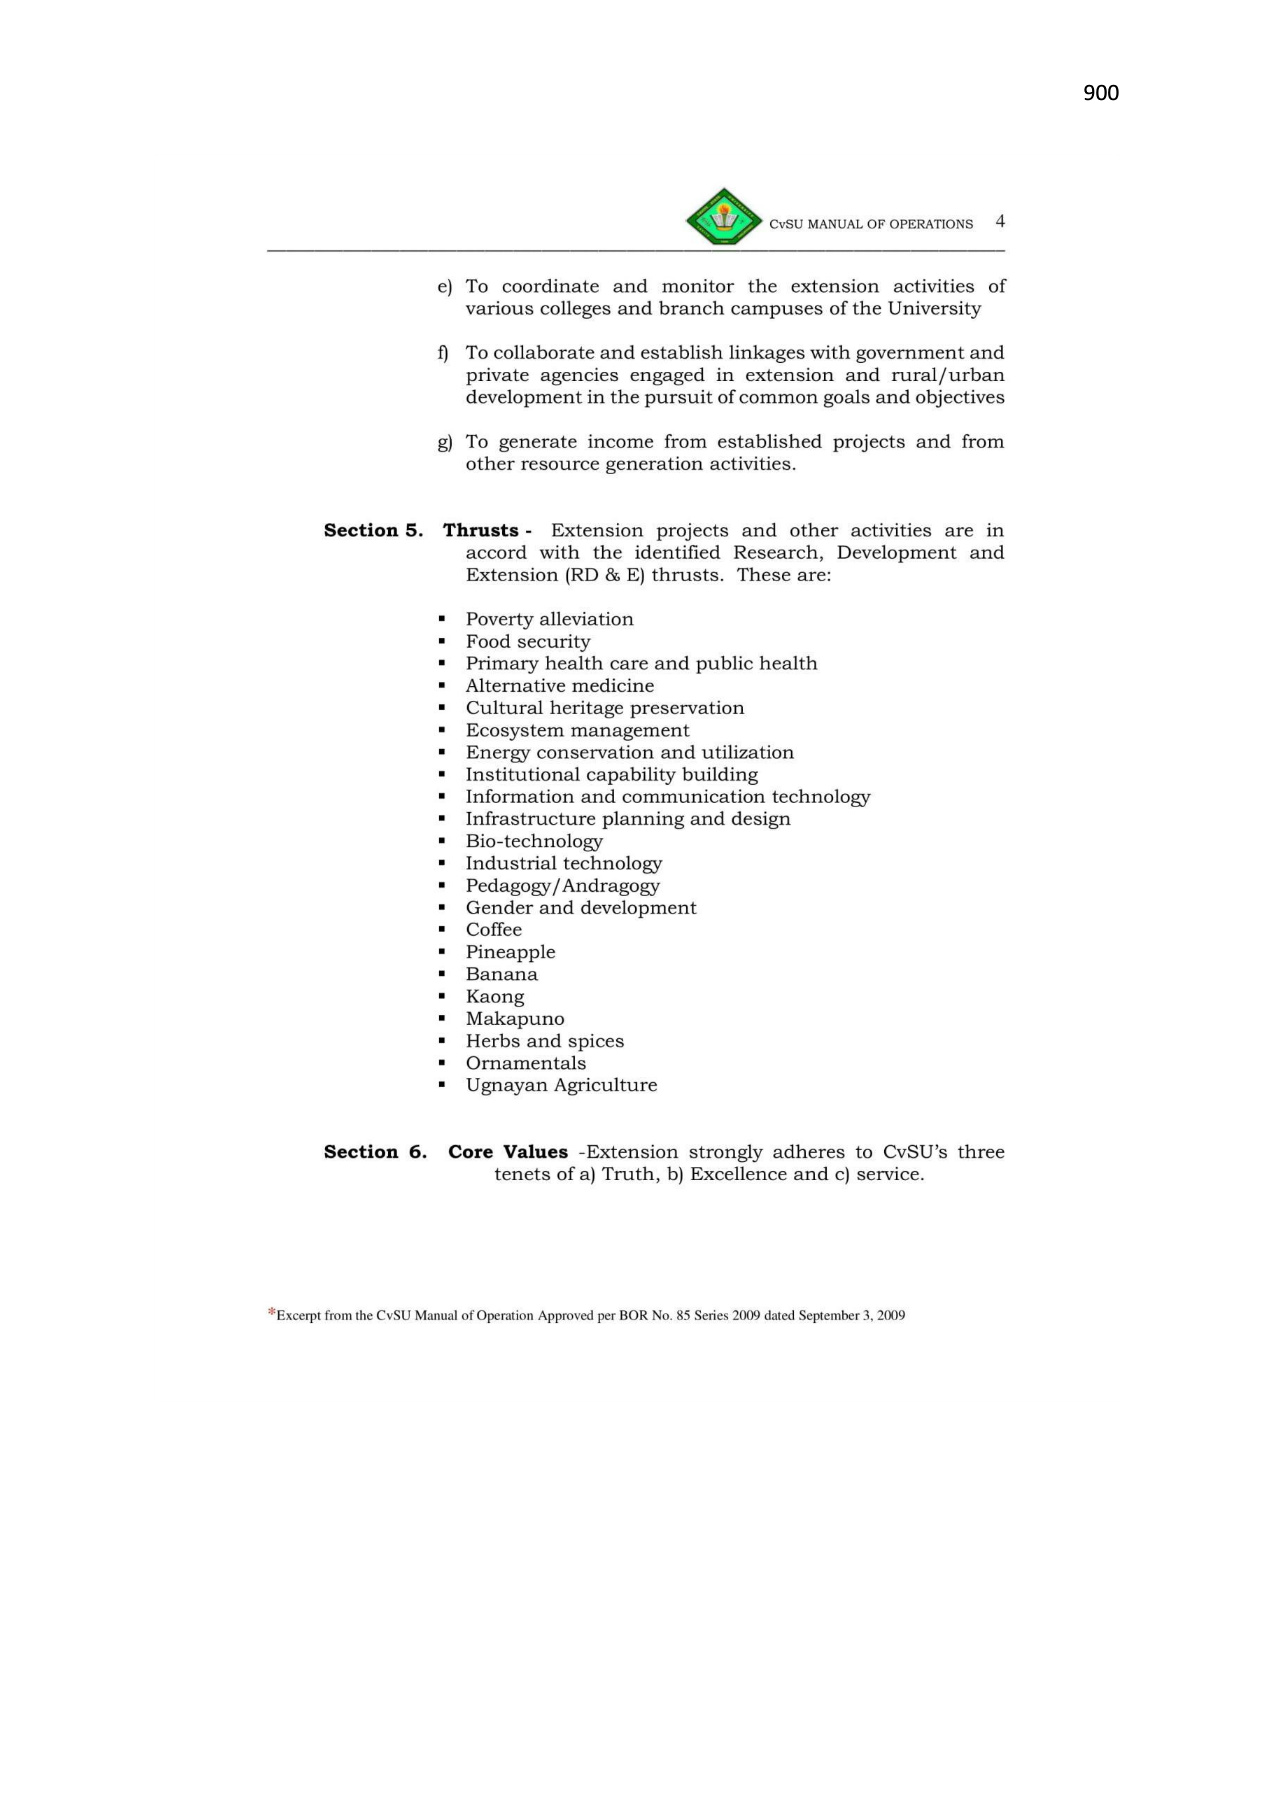 900
CvSU MANUAL OF OPERATIONS 4
e) To coordinate and monitor the extension activities of
various colleges and branch campuses of the University
f) To collaborate and establish linkages with government and
private agencies engaged in extension and rural/urban
development in the pursuit of common goals and objectives
g) To generate income from established projects and from
other resource generation activities.
Section 5. Thrusts - Extension projects and other activities are in
accord with the identified Research, Development and
Extension (RD & E) thrusts. These are:
▪ Poverty alleviation
▪ Food security
▪ Primary health care and public health
▪ Alternative medicine
▪ Cultural heritage preservation
▪ Ecosystem management
▪ Energy conservation and utilization
▪ Institutional capability building
▪ Information and communication technology
▪ Infrastructure planning and design
▪ Bio-technology
▪ Industrial technology
▪ Pedagogy/Andragogy
▪ Gender and development
▪ Coffee
▪ Pineapple
▪ Banana
▪ Kaong
▪ Makapuno
▪ Herbs and spices
▪ Ornamentals
▪ Ugnayan Agriculture
Section 6. Core Values -Extension strongly adheres to CvSU’s three
tenets of a) Truth, b) Excellence and c) service.
*Excerpt from the CvSU Manual of Operation Approved per BOR No. 85 Series 2009 dated September 3, 2009